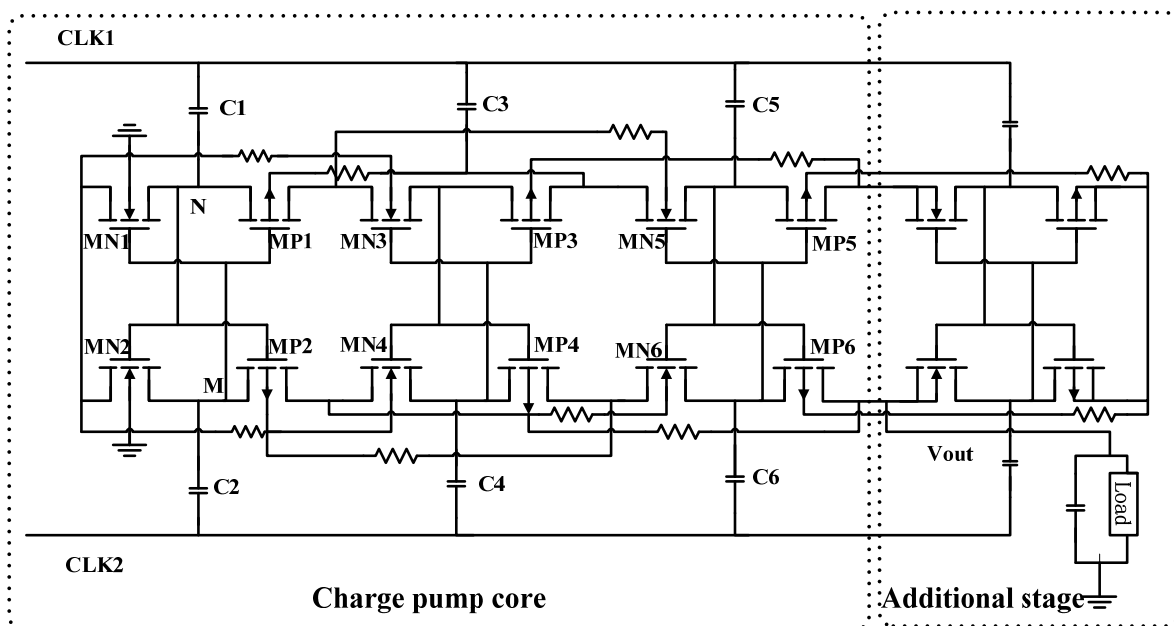 CLK1
C1
C3
C5
N
MN1
MP1
MN3
MP3
MN5
MP5
MN2
MP2
MN4
MP4
MN6
MP6
M
Vout
C2
C4
C6
Load
CLK2
Charge pump core
Additional stage